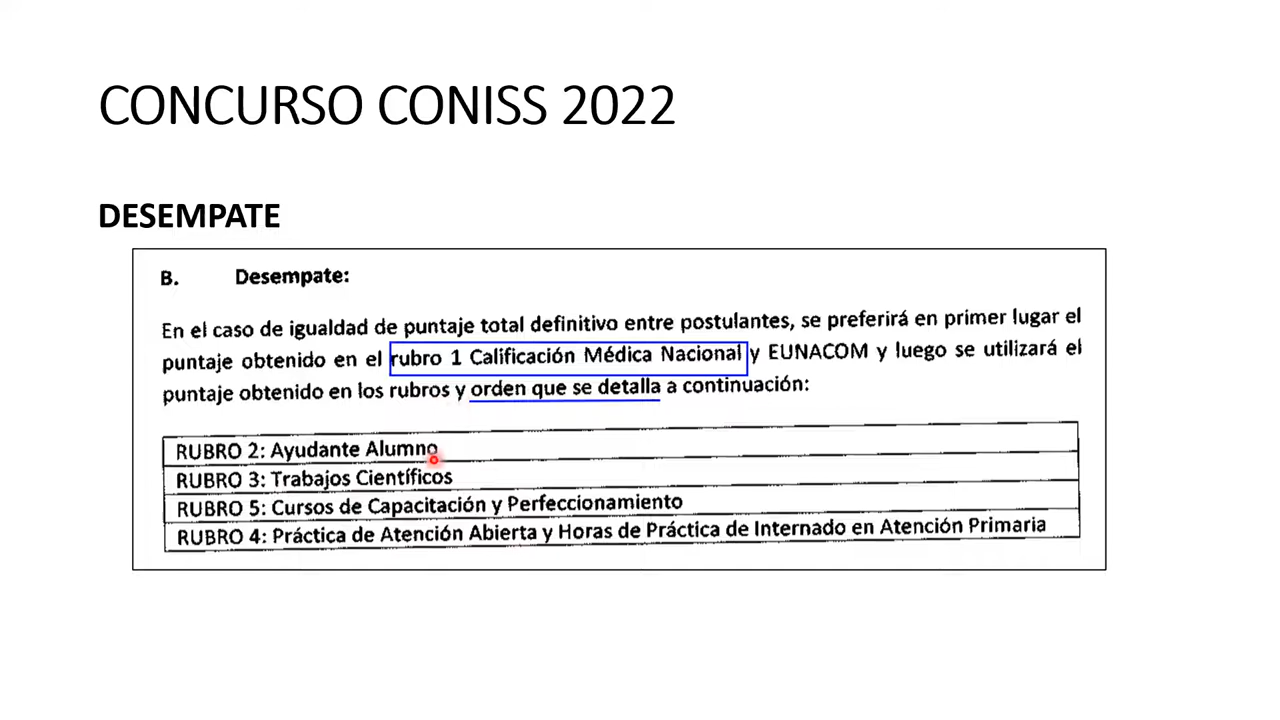 CONCURSO CONISS 2022
DESEMPATE
B. Desempate:
En el caso de igualdad de puntaje total definitivo entre postulantes, se preferirá en primer lugar el
puntaje obtenido en el rubro 1 Calificación Médica Nacional y EUNACOM y luego se utilizará el
puntaje obtenido en los rubros y orden que se detalla a continuación:
RUBRO 2: Ayudante Alumno
RUBRO 3: Trabajos Científicos
RUBRO 5: Cursos de Capacitación y Perfeccionamiento
RUBRO 4: Práctica de Atención Abierta y Horas de Práctica de Internado en Atención Primaria